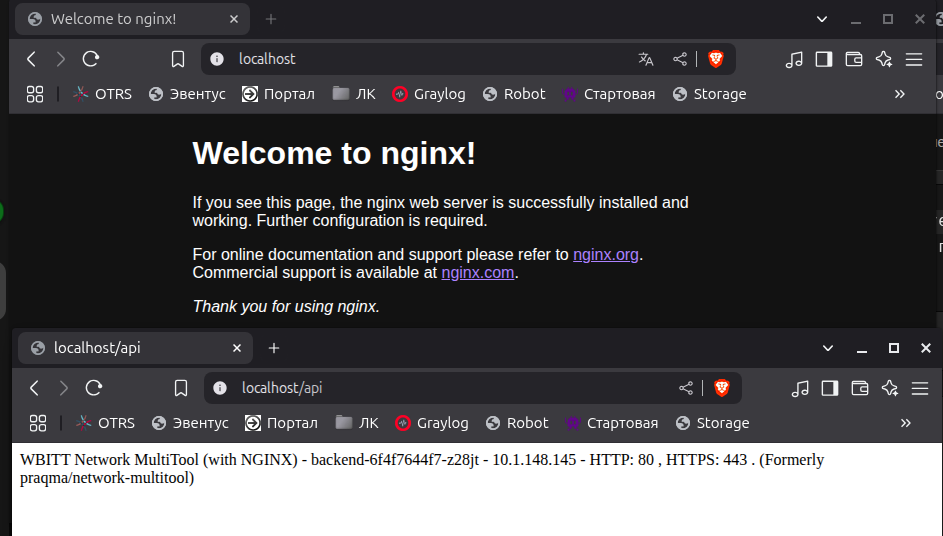 Welcome to nginx!
localhost
OTRS
Эвентус
Портал
ЛК
Graylog
Robot
Стартовая
Storage
»
Welcome to nginx!
If you see this page, the nginx web server is successfully installed and
working. Further configuration is required.
For online documentation and support please refer to nginx.org.
Commercial support is available at nginx.com.
Thank you for using nginx.
localhost/api
localhost/api
OTRS
Эвентус
Портал
ЛК
Graylog
Robot
Стартовая
Storage
»
WBITT Network MultiTool (with NGINX) - backend-6f4f7644f7-z28jt - 10.1.148.145 - HTTP: 80 , HTTPS: 443 . (Formerly
praqma/network-multitool)